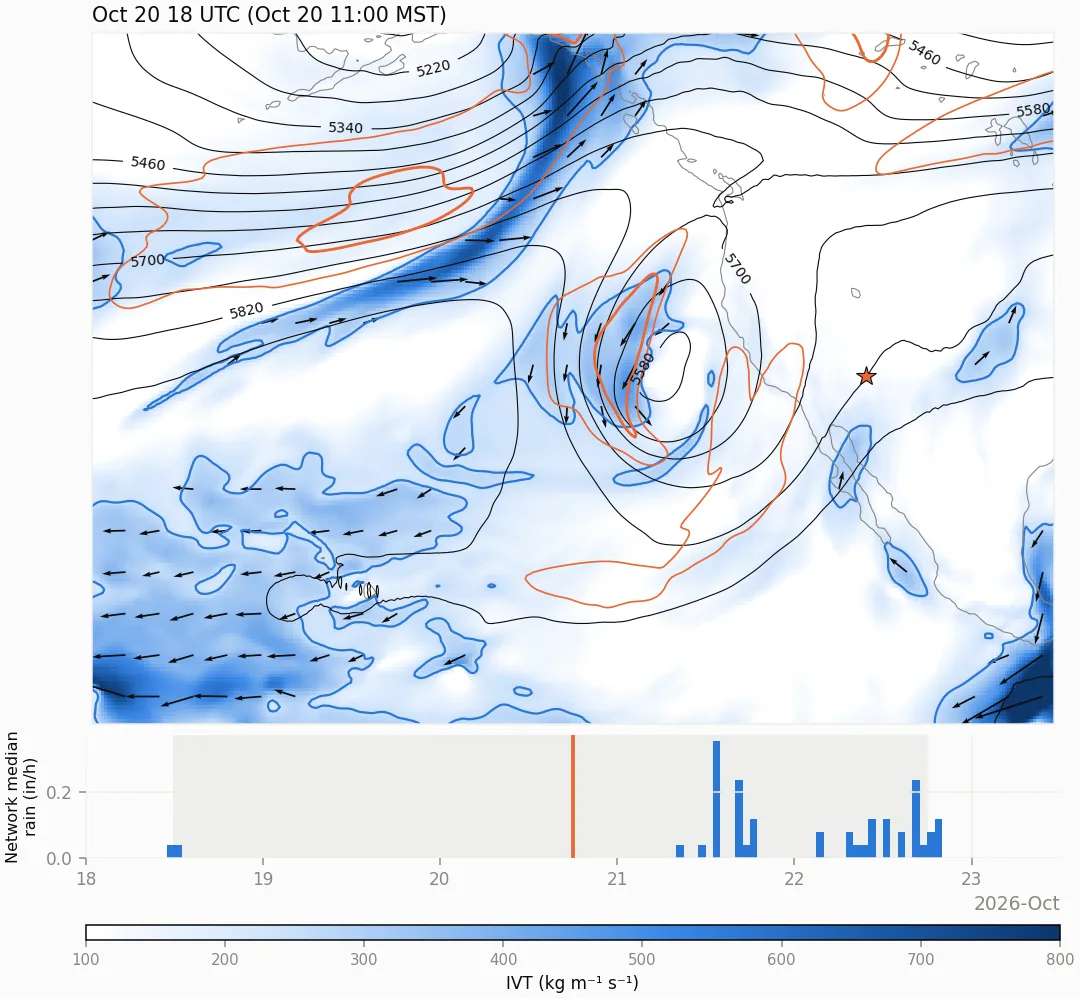 Oct 20 18 UTC (Oct 20 11:00 MST)
5220
5460
5340
5580
5460
5700
5700
5820
5580
Network median
rain (in/h)
0.2
0.0
18 19 20 21 22 23
2026-Oct
100 200 300 400 500 600 700 800
IVT (kg m⁻¹ s⁻¹)